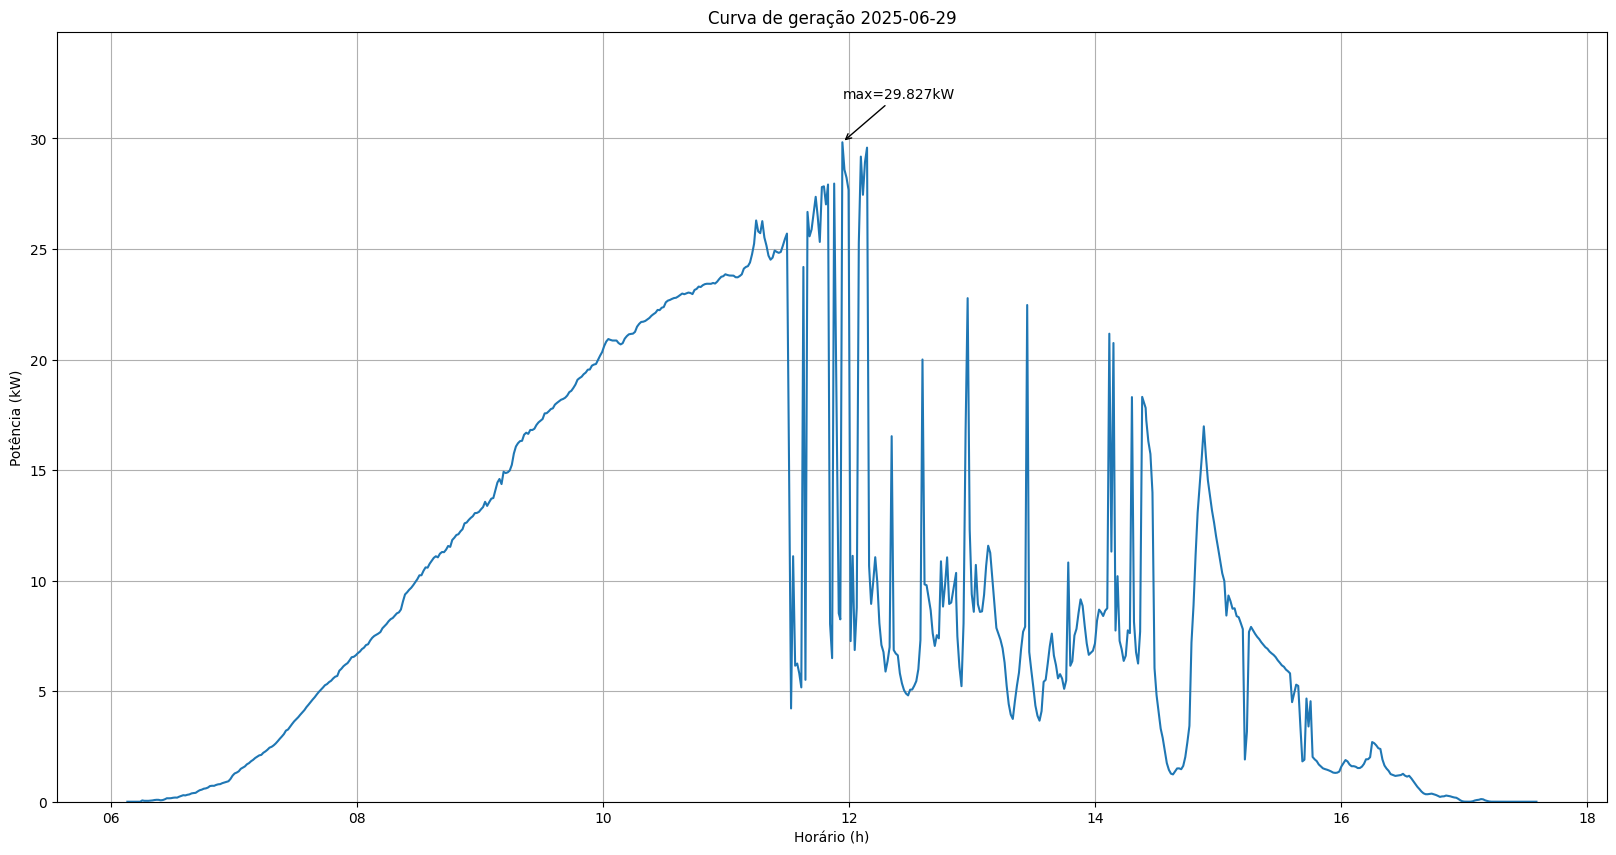 Curva de geração 2025-06-29
max=29.827kW
30
25
20
15
10
5
0
Potência (kW)
06 08 10 12 14 16 18
Horário (h)